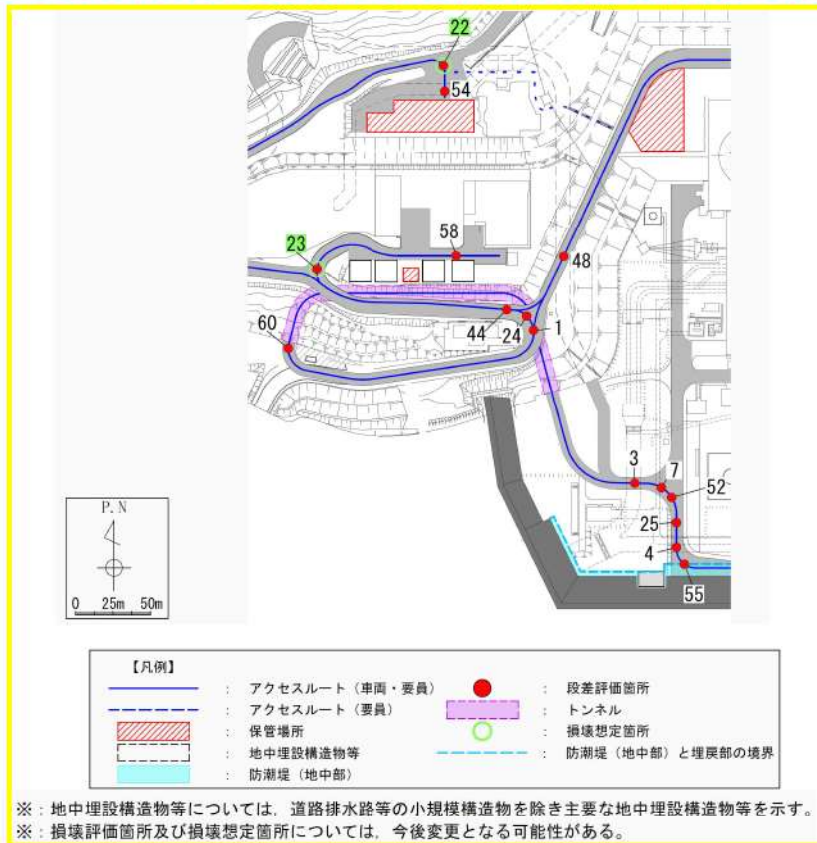 22
54
23
58
48
60
44
24
1
3
7
52
25
4
55
P.N
0 25m 50m
【凡例】
： アクセスルート（車両・要員） ： 段差評価箇所
： アクセスルート（要員） ： トンネル
： 保管場所 ： 損壊想定箇所
： 地中埋設構造物等 ： 防潮堤（地中部）と埋戻部の境界
： 防潮堤（地中部）
※：地中埋設構造物等については，道路排水路等の小規模構造物を除き主要な地中埋設構造物等を示す。
※：損壊評価箇所及び損壊想定箇所については，今後変更となる可能性がある。